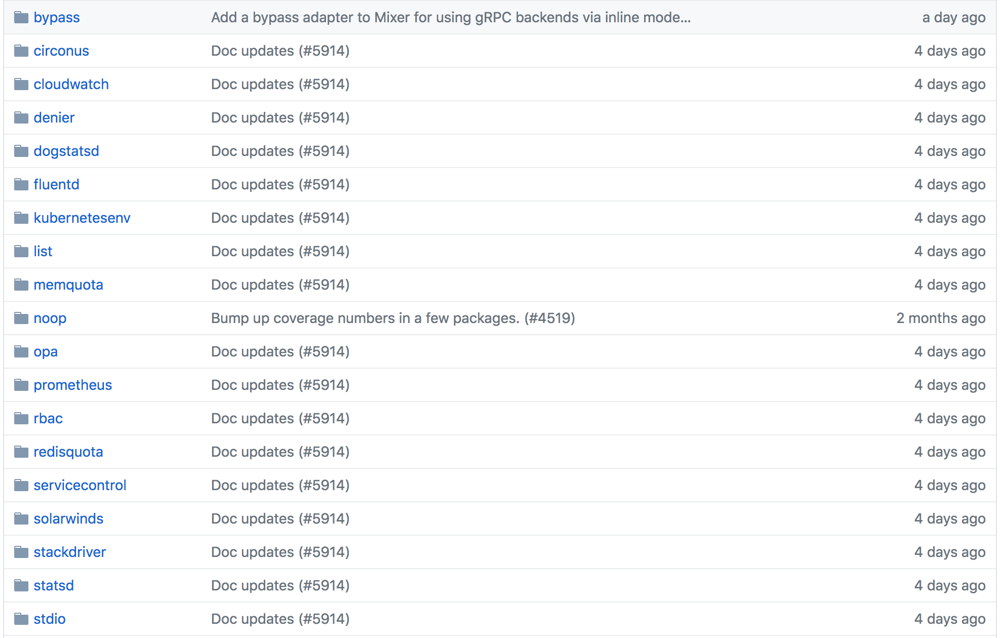 bypass Add a bypass adapter to Mixer for using gRPC backends via inline mode... a day ago
circonus Doc updates (#5914) 4 days ago
cloudwatch Doc updates (#5914) 4 days ago
denier Doc updates (#5914) 4 days ago
dogstatsd Doc updates (#5914) 4 days ago
fluentd Doc updates (#5914) 4 days ago
kubernetesenv Doc updates (#5914) 4 days ago
list Doc updates (#5914) 4 days ago
memquota Doc updates (#5914) 4 days ago
noop Bump up coverage numbers in a few packages. (#4519) 2 months ago
opa Doc updates (#5914) 4 days ago
prometheus Doc updates (#5914) 4 days ago
rbac Doc updates (#5914) 4 days ago
redisquota Doc updates (#5914) 4 days ago
servicecontrol Doc updates (#5914) 4 days ago
solarwinds Doc updates (#5914) 4 days ago
stackdriver Doc updates (#5914) 4 days ago
statsd Doc updates (#5914) 4 days ago
stdio Doc updates (#5914) 4 days ago